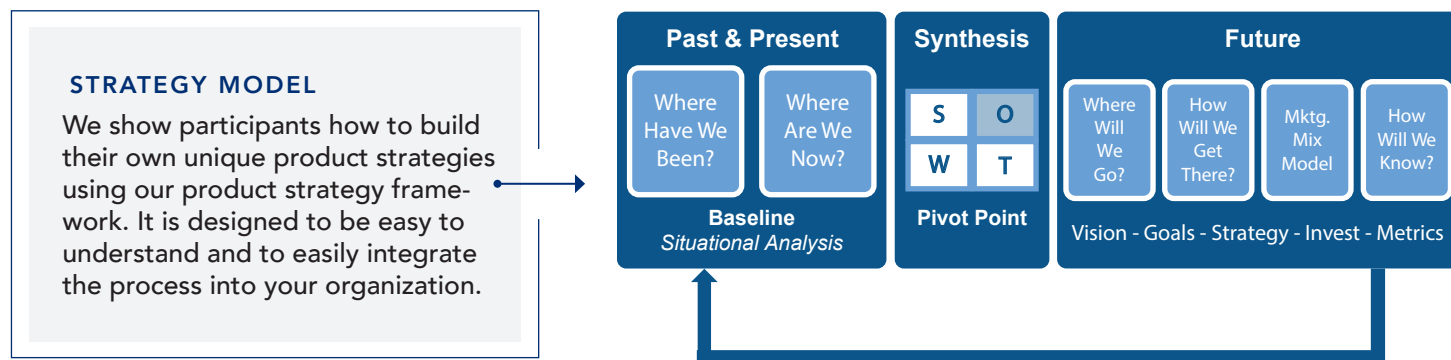 STRATEGY MODEL
We show participants how to build
their own unique product strategies
using our product strategy frame-
work. It is designed to be easy to
understand and to easily integrate
the process into your organization.
Past & Present
Where
Have We
Been?
Where
Are We
Now?
Baseline
Situational Analysis
Synthesis
S O
W T
Pivot Point
Future
Where
Will
We
Go?
How
Will We
Get
There?
Mktg.
Mix
Model
How
Will We
Know?
Vision - Goals - Strategy - Invest - Metrics